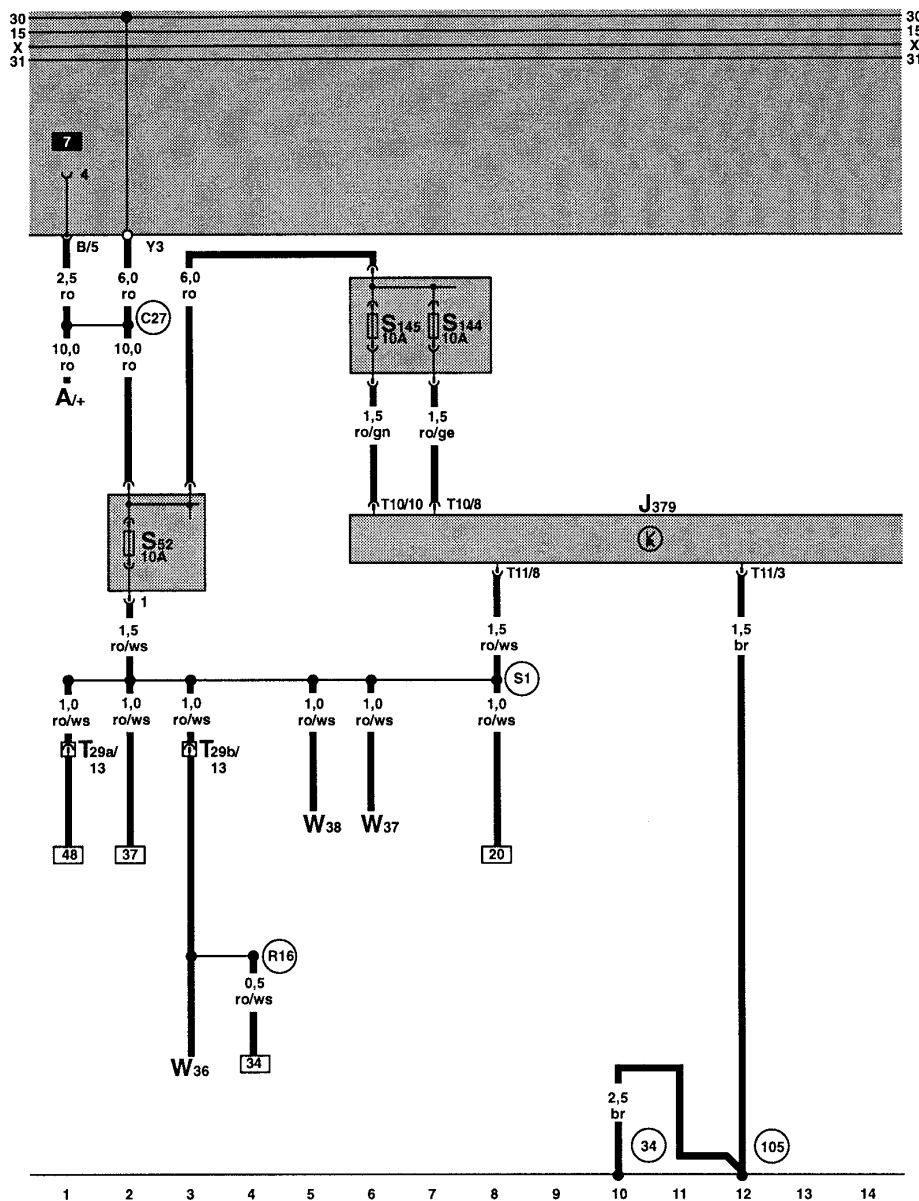 30 30
15 15
X X
31 31
7
4
B/5 Y3
2,5 6,0 6,0
ro ro ro
C27
10,0 10,0
ro ro
A/+
S145 S144
10A 10A
1,5 1,5
ro/gn ro/ge
T10/10 T10/8 J379
K
S52
10A
T11/8 T11/3
1
1,5 1,5 1,5
ro/ws ro/ws br
S1
1,0 1,0 1,0 1,0 1,0 1,0
ro/ws ro/ws ro/ws ro/ws ro/ws ro/ws
T29a/ T29b/
13 13
W38 W37
48 37 20
R16
0,5
ro/ws
34
W36
2,5
br
34 105
1 2 3 4 5 6 7 8 9 10 11 12 13 14